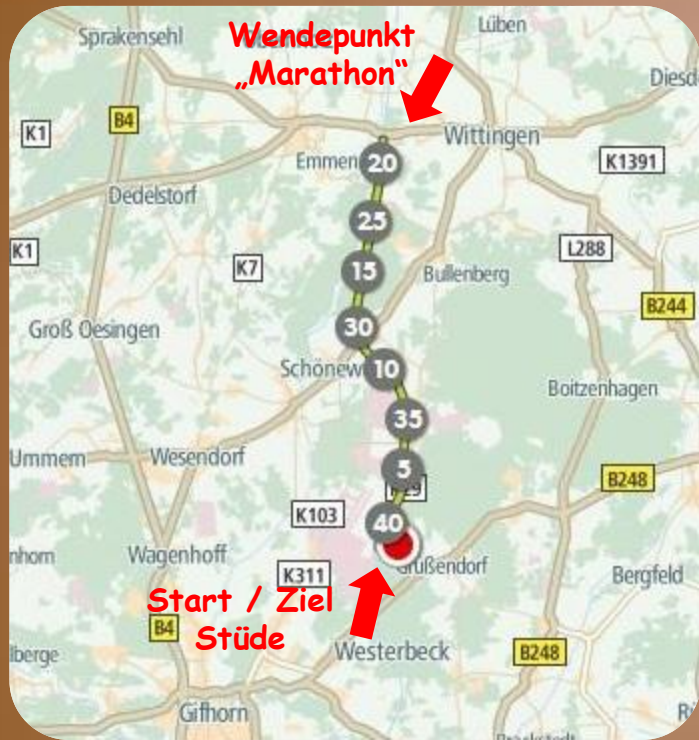 Sprakensehl
Wendepunkt
„Marathon“
Lüben
Diesd
B4
K1
Wittingen
Emmen
20
K1391
Dedelstorf
25
K1
K7
15
Bullenberg
L288
B244
Groß Oesingen
30
Schönew
10
Boitzenhagen
35
Ummern
Wesendorf
5
B248
K103
40
nhorn
Wagenhoff
K311
Grußendorf
Bergfeld
Start / Ziel
Stüde
B4
lberge
Westerbeck
B248
Gifhorn